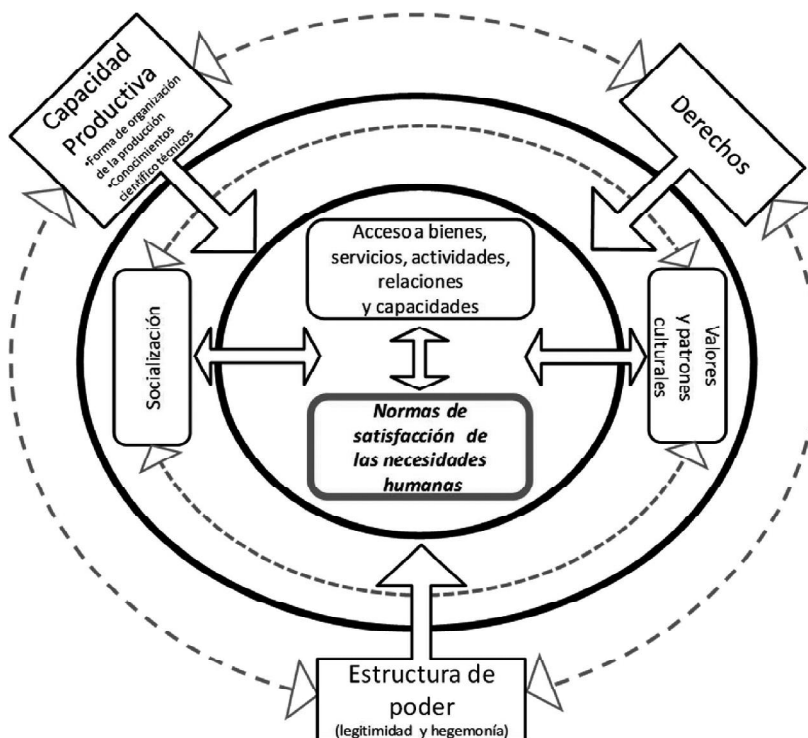 Capacidad
Productiva
•Forma de organización
de la producción
•Conocimientos
científico técnicos
Derechos
Acceso a bienes,
servicios, actividades,
relaciones
y capacidades
Socialización
Valores
y patrones
culturales
Normas de
satisfacción de
las necesidades
humanas
Estructura de
poder
(legitimidad y hegemonía)